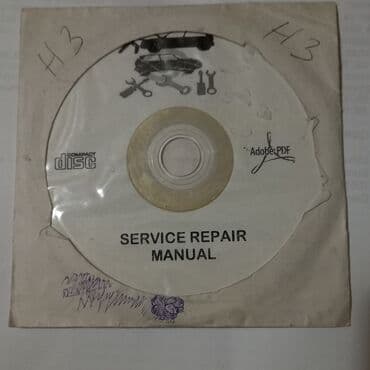 H3
H3
COMPACT
disc
Adobe PDF
SERVICE REPAIR
MANUAL